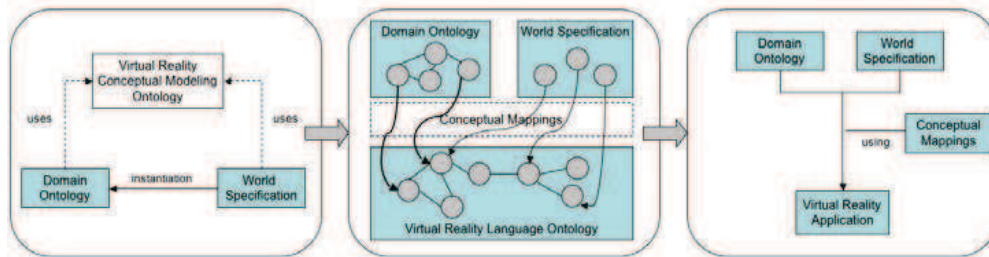 Virtual Reality
Conceptual Modeling
Ontology
uses
uses
Domain
Ontology
instantiation
World
Specification
Domain Ontology
World Specification
Conceptual Mappings
Virtual Reality Language Ontology
Domain
Ontology
World
Specification
using
Conceptual
Mappings
Virtual Reality
Application